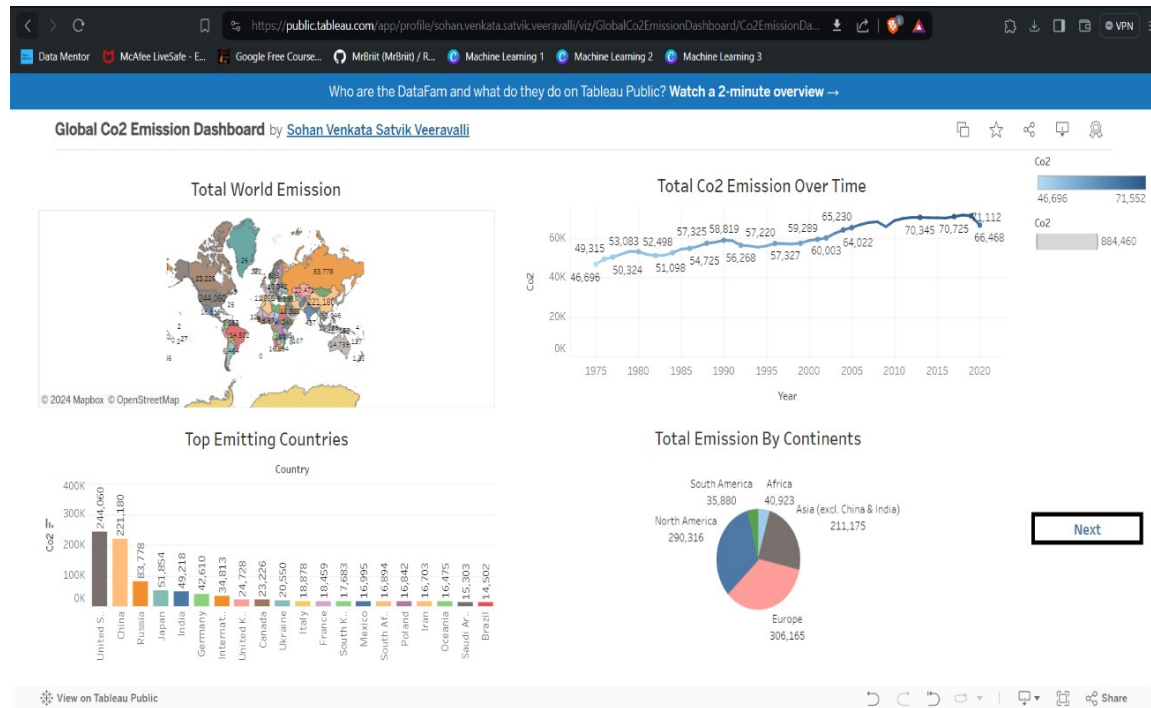 https://public.tableau.com/app/profile/sohan.venkata.satvik.veeravalli/viz/GlobalCo2EmissionDashboard/Co2EmissionDa...
VPN
Data Mentor
McAfee LiveSafe - E...
Google Free Course...
MrBriit (MrBriit) / R...
Machine Learning 1
Machine Learning 2
Machine Learning 3
Who are the DataFam and what do they do on Tableau Public? Watch a 2-minute overview →
Global Co2 Emission Dashboard by Sohan Venkata Satvik Veeravalli
Total World Emission
26
83,778
23,226
244,060
221,180
14,739
© 2024 Mapbox © OpenStreetMap
Total Co2 Emission Over Time
Co2
60K
40K
20K
0K
46,696
49,315
50,324
53,083
52,498
51,098
57,325
54,725
58,819
56,268
57,220
57,327
59,289
60,003
65,230
64,022
70,345
70,725
71,112
66,468
1975
1980
1985
1990
1995
2000
2005
2010
2015
2020
Year
Co2
46,696
71,552
Co2
884,460
Top Emitting Countries
Country
Co2
400K
300K
200K
100K
0K
244,060
221,180
83,778
51,854
49,218
42,610
34,813
24,728
23,226
20,550
18,878
18,459
17,683
16,995
16,894
16,842
16,703
16,475
15,303
14,502
United S..
China
Russia
Japan
India
Germany
Internat..
United K..
Canada
Ukraine
Italy
France
South K..
Mexico
South Af..
Poland
Iran
Oceania
Saudi Ar..
Brazil
Total Emission By Continents
South America
35,880
Africa
40,923
Asia (excl. China & India)
211,175
North America
290,316
Europe
306,165
Next
View on Tableau Public
Share